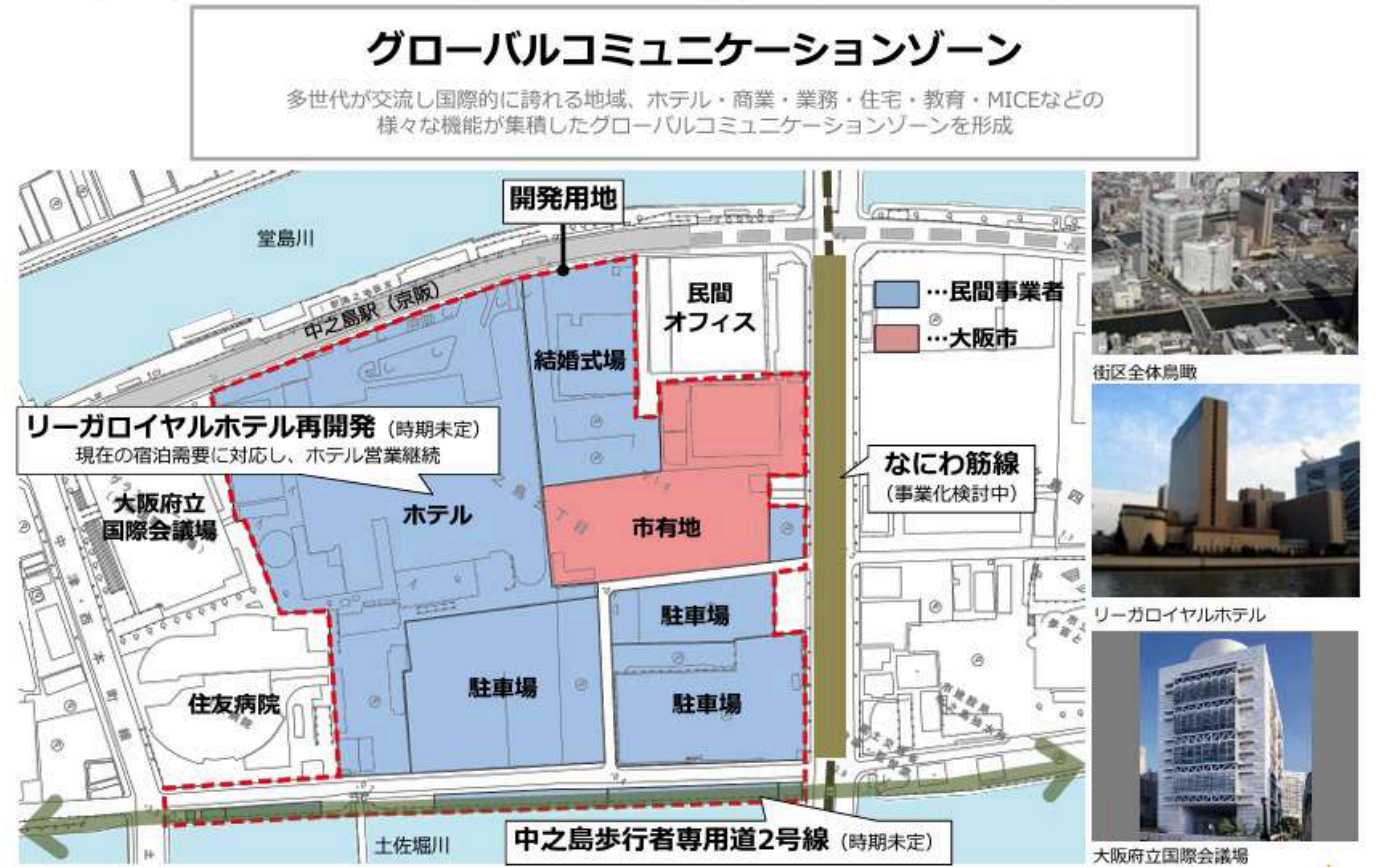 グローバルコミュニケーションゾーン
多世代が交流し国際的に誇れる地域、ホテル・商業・業務・住宅・教育・MICEなどの
様々な機能が集積したグローバルコミュニケーションゾーンを形成
開発用地
堂島川
中之島駅（京阪）
民間
オフィス
…民間事業者
…大阪市
結婚式場
街区全体鳥瞰
リーガロイヤルホテル再開発（時期未定）
現在の宿泊需要に対応し、ホテル営業継続
なにわ筋線
（事業化検討中）
大阪府立
国際会議場
ホテル
市有地
リーガロイヤルホテル
駐車場
住友病院
駐車場
駐車場
中之島歩行者専用道2号線（時期未定）
土佐堀川
大阪府立国際会議場